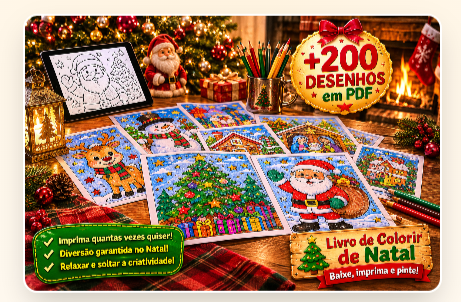 +200
DESENHOS
em PDF
✓ Imprima quantas vezes quiser!
✓ Diversão garantida no Natal!
✓ Relaxar e soltar a criatividade!
Livro de Colorir
de Natal
Baixe, imprima e pinte!